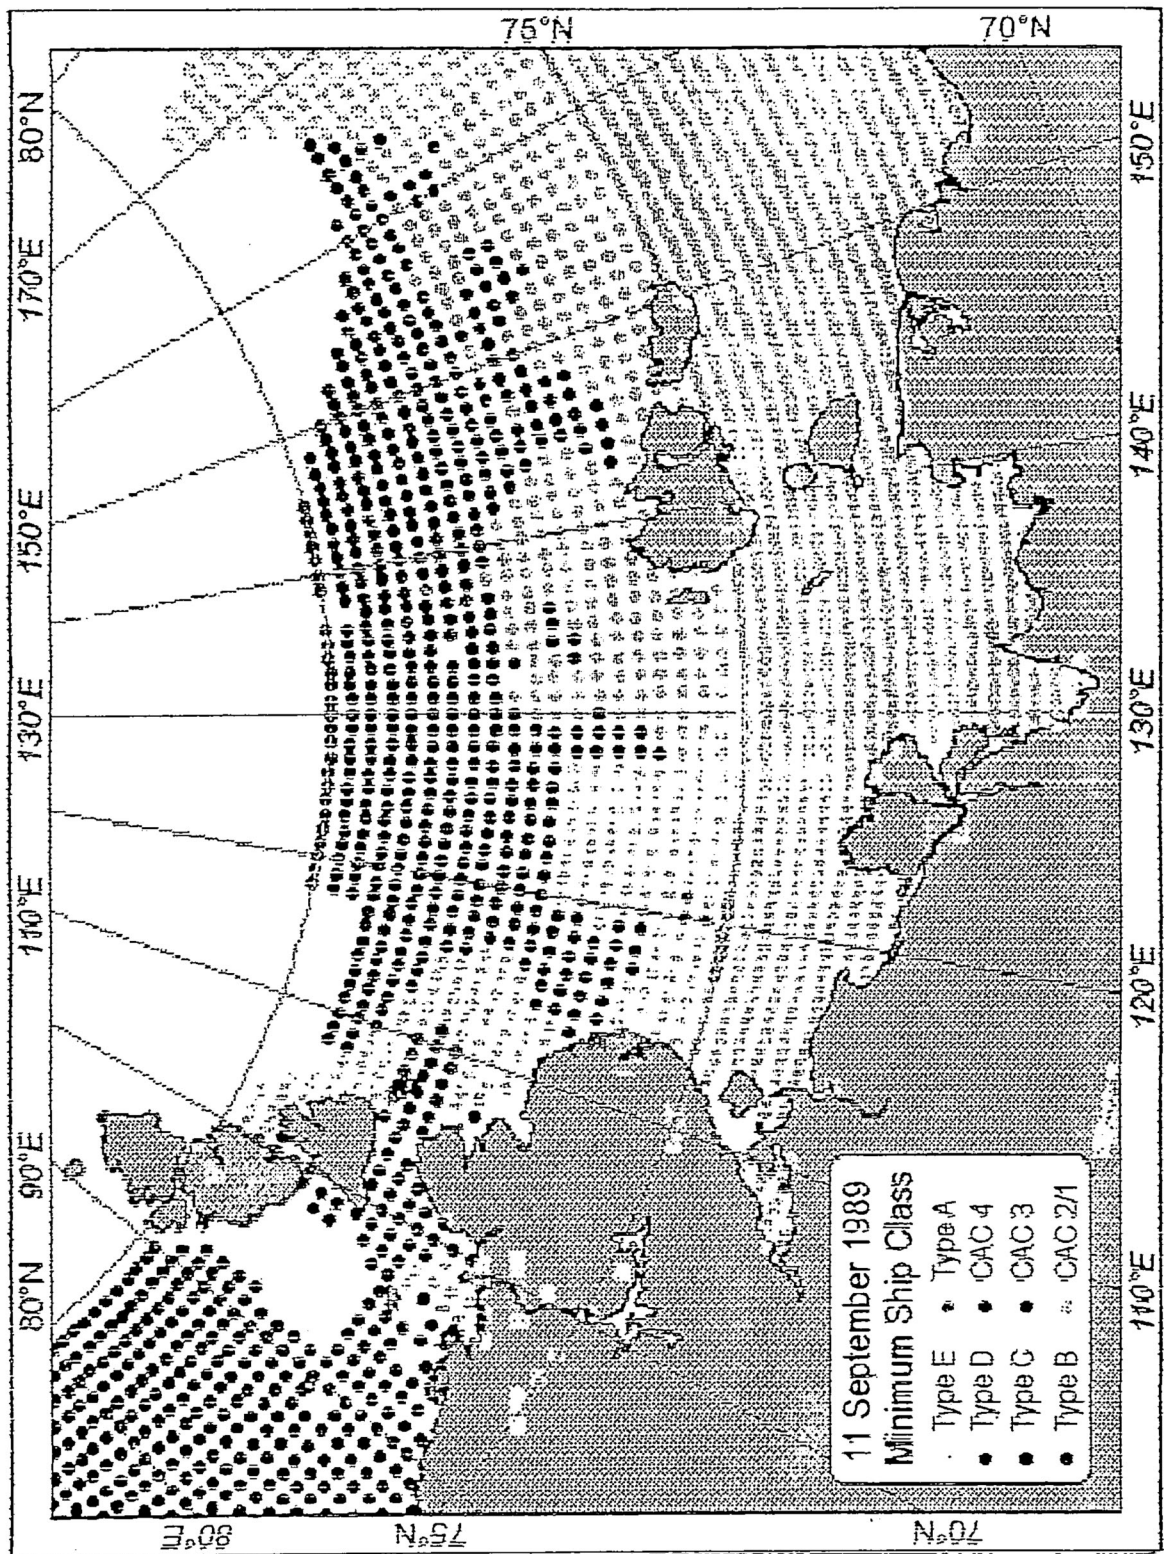 11 September 1989
Minimum Ship Class
Type E Type A
Type D CAC 4
Type G CAC 3
Type B CAC 2/1
80°N
170°E
150°E
130°E
110°E
90°E
80°N
75°N
70°N
150°E
140°E
130°E
120°E
110°E
80°E
75°N
70°N